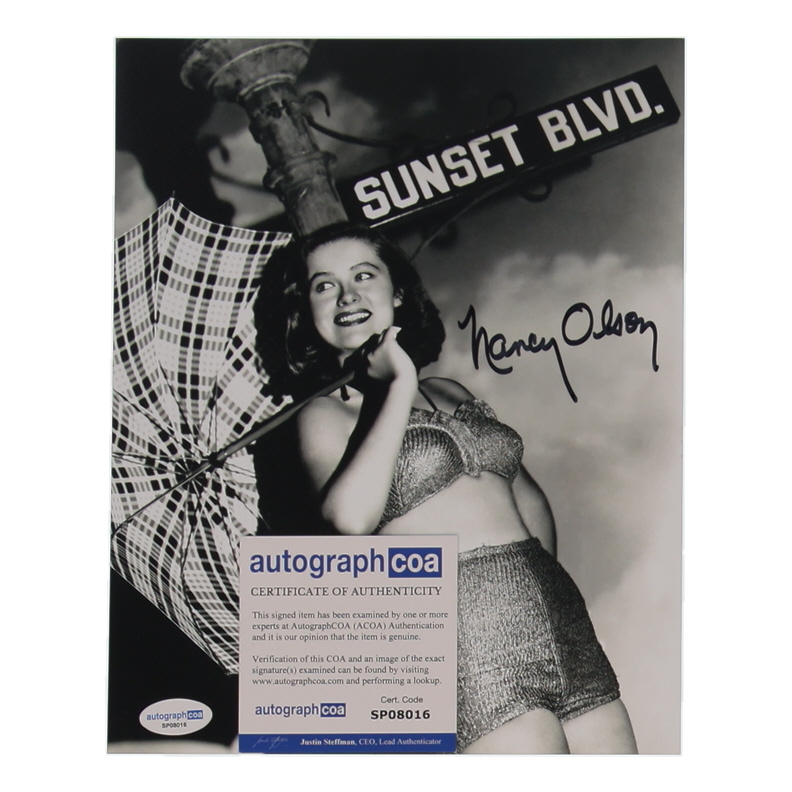 SUNSET BLVD.
Nancy Olson
autographcoa
CERTIFICATE OF AUTHENTICITY
This signed item has been examined by one or more
experts at AutographCOA (ACOA) Authentication
and it is our opinion that the item is genuine.
Verification of this COA and an image of the exact
signature(s) examined can be found by visiting
www.autographcoa.com and performing a lookup.
Cert. Code
autographcoa
SP08016
Justin Steffman, CEO, Lead Authenticator
autographcoa
SP08016